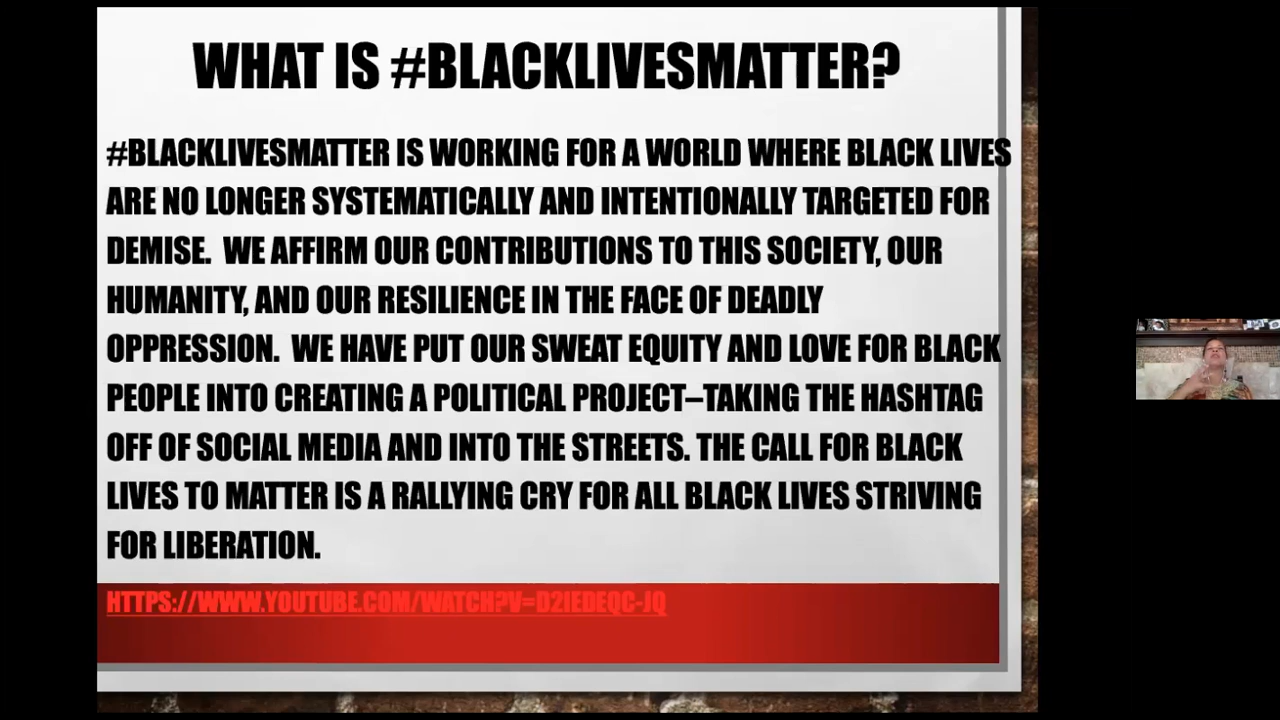 WHAT IS #BLACKLIVESMATTER?
#BLACKLIVESMATTER IS WORKING FOR A WORLD WHERE BLACK LIVES
ARE NO LONGER SYSTEMATICALLY AND INTENTIONALLY TARGETED FOR
DEMISE.  WE AFFIRM OUR CONTRIBUTIONS TO THIS SOCIETY, OUR
HUMANITY, AND OUR RESILIENCE IN THE FACE OF DEADLY
OPPRESSION.  WE HAVE PUT OUR SWEAT EQUITY AND LOVE FOR BLACK
PEOPLE INTO CREATING A POLITICAL PROJECT–TAKING THE HASHTAG
OFF OF SOCIAL MEDIA AND INTO THE STREETS. THE CALL FOR BLACK
LIVES TO MATTER IS A RALLYING CRY FOR ALL BLACK LIVES STRIVING
FOR LIBERATION.
HTTPS://WWW.YOUTUBE.COM/WATCH?V=D2IEDEQC-JQ